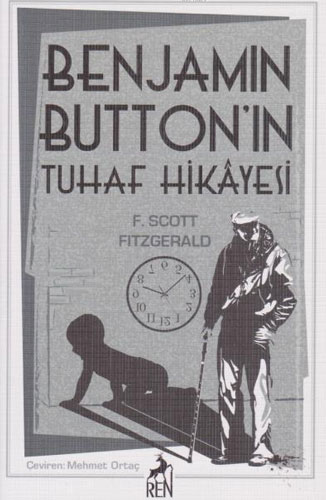 BENJAMIN
BUTTON'IN
TUHAF HİKÂYESİ
F. SCOTT
FITZGERALD
Çeviren: Mehmet Ortaç
REN